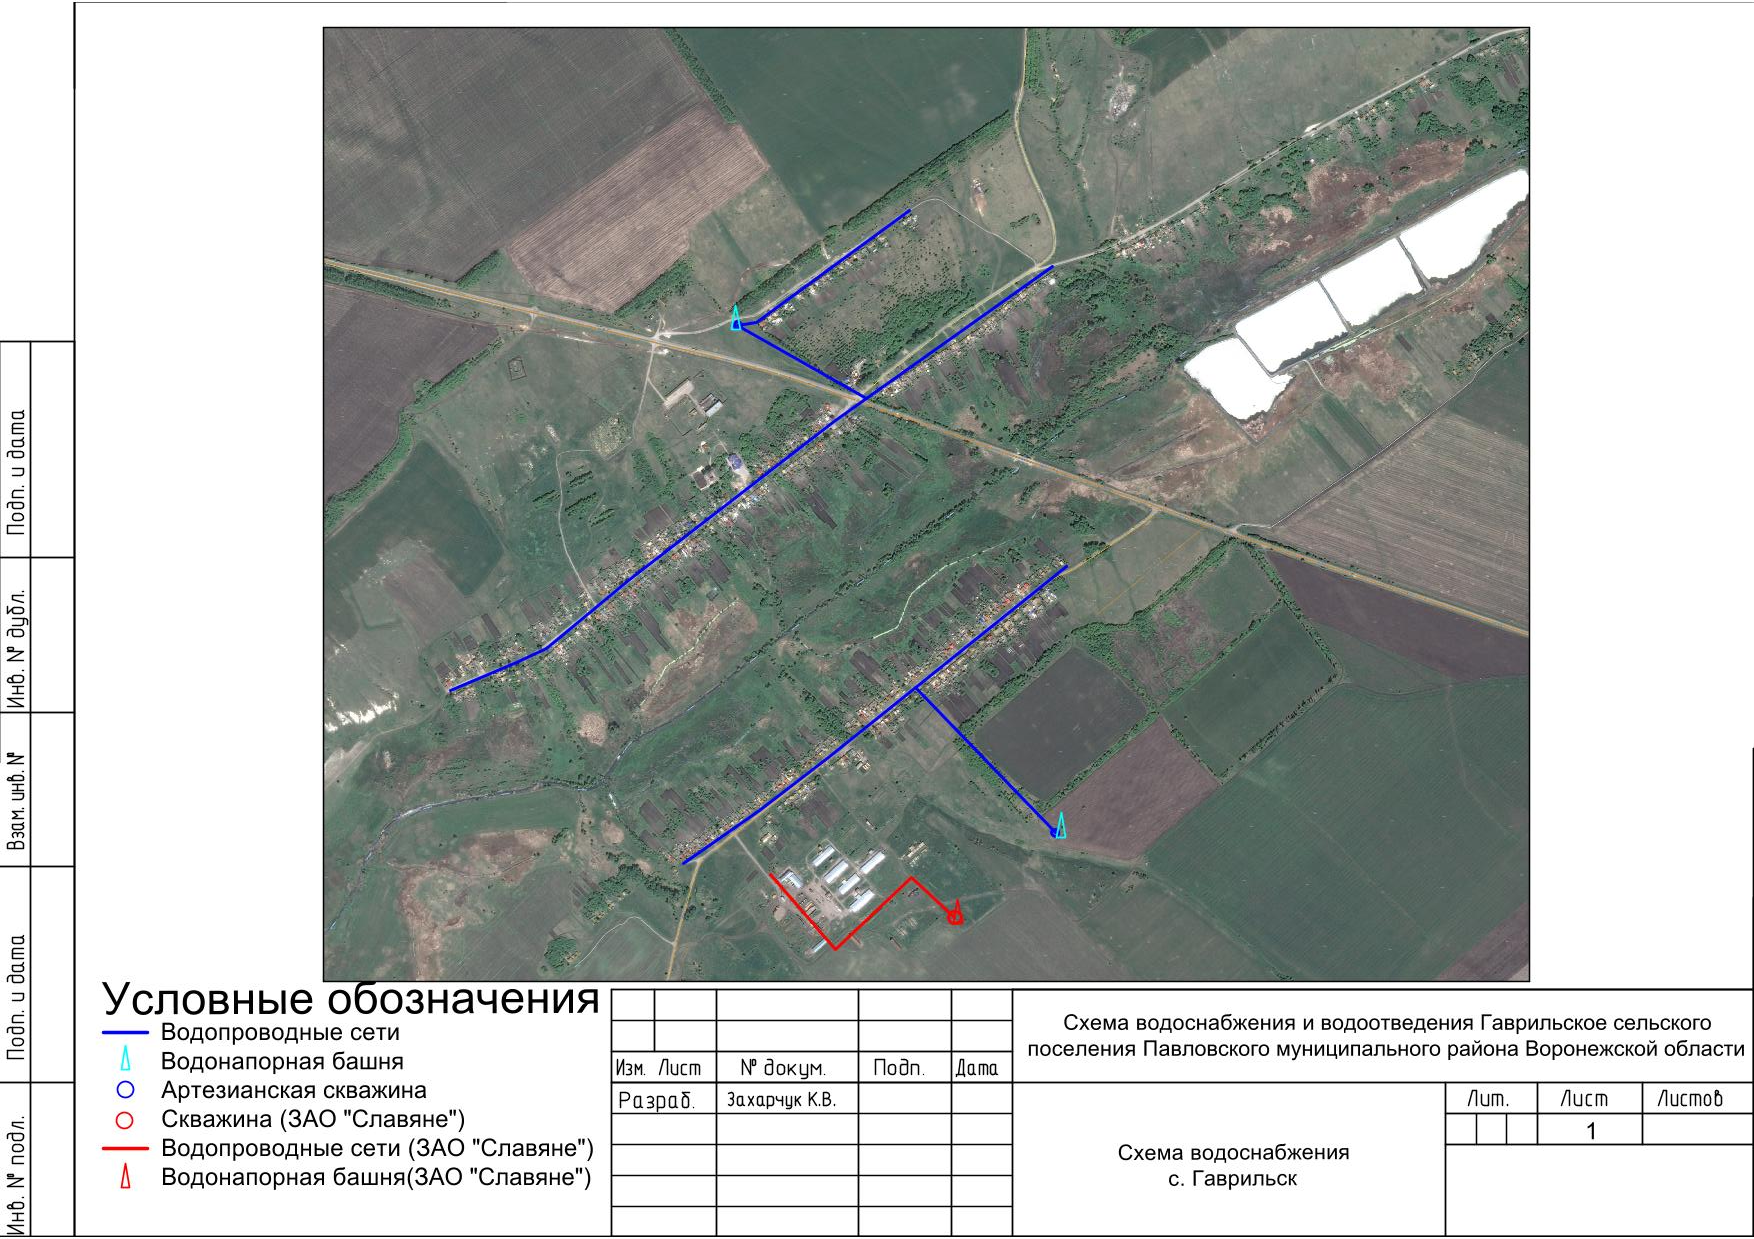 Подп. и дата
Инв. № дубл.
Взам. инв. №
Подп. и дата
Инв. № подл.
Условные обозначения
Водопроводные сети
Водонапорная башня
Артезианская скважина
Скважина (ЗАО "Славяне")
Водопроводные сети (ЗАО "Славяне")
Водонапорная башня(ЗАО "Славяне")
Изм. Лист № докум. Подп. Дата
Разраб. Захарчук К.В.
Схема водоснабжения и водоотведения Гаврильское сельского
поселения Павловского муниципального района Воронежской области
Схема водоснабжения
с. Гаврильск
Лит. Лист Листов
1